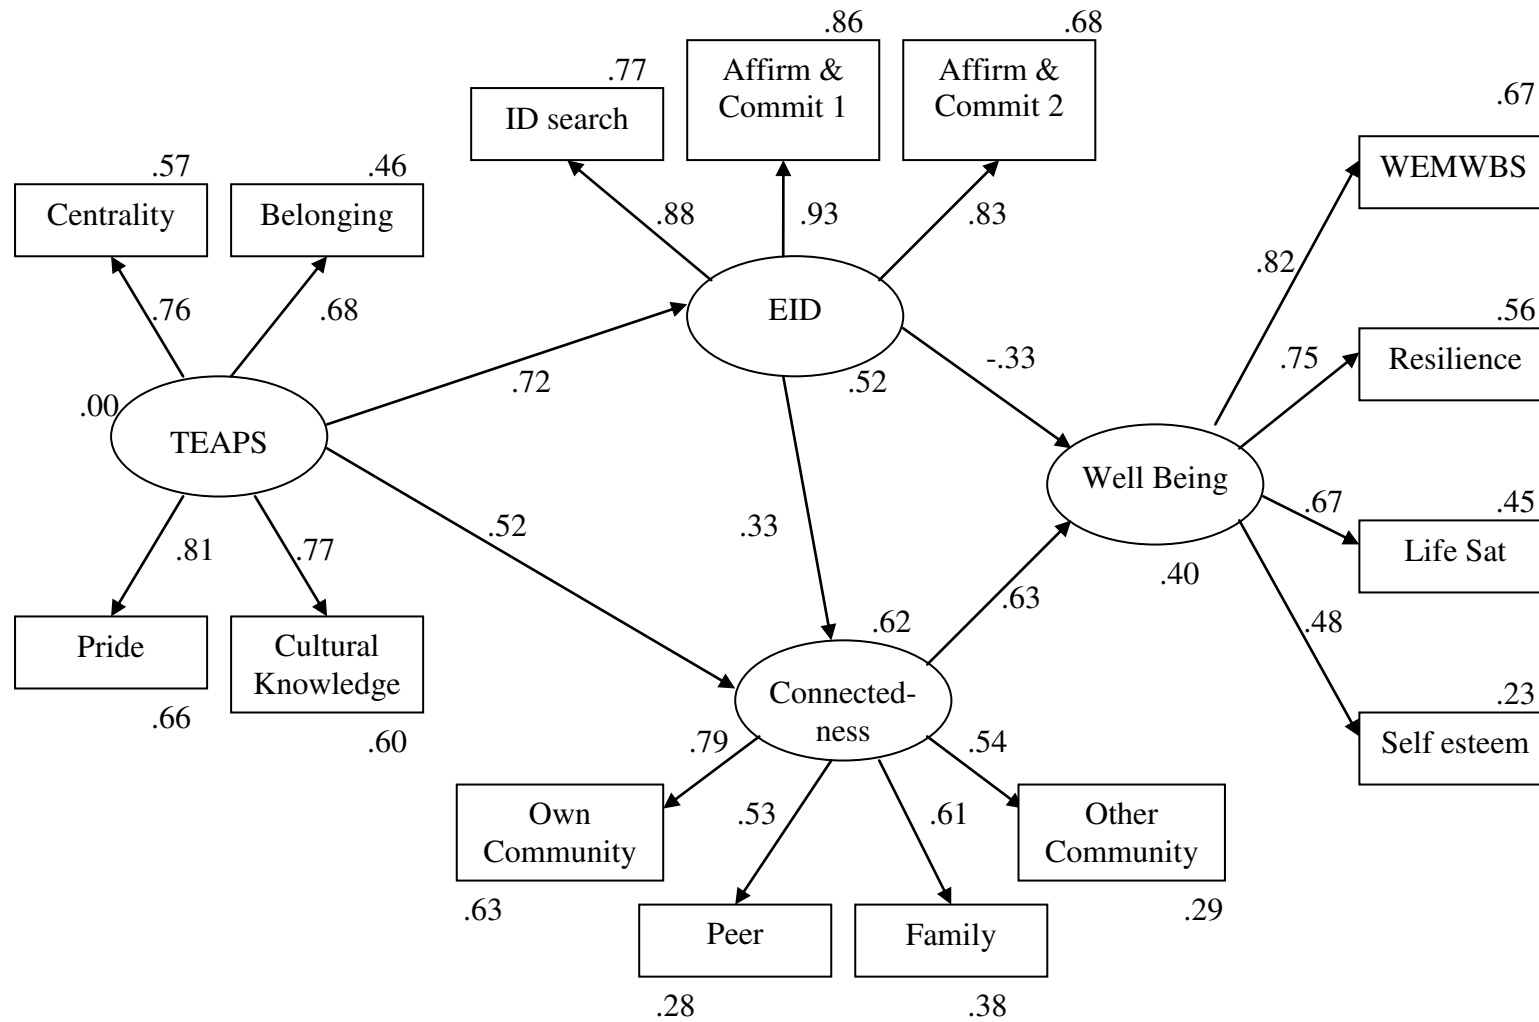 .86
.68
.77
Affirm &
Commit 1
Affirm &
Commit 2
.67
ID search
WEMWBS
.57
.46
Centrality
Belonging
.88
.93
.83
.82
.76
.68
EID
.56
Resilience
.75
.72
.52
-.33
.00
TEAPS
Well Being
.67
.45
Life Sat
.81
.77
.52
.33
.40
.63
.48
.62
Pride
Cultural
Knowledge
.66
.60
Connected-
ness
.23
Self esteem
.79
.54
.53
.61
Own
Community
Other
Community
.63
.29
Peer
Family
.28
.38